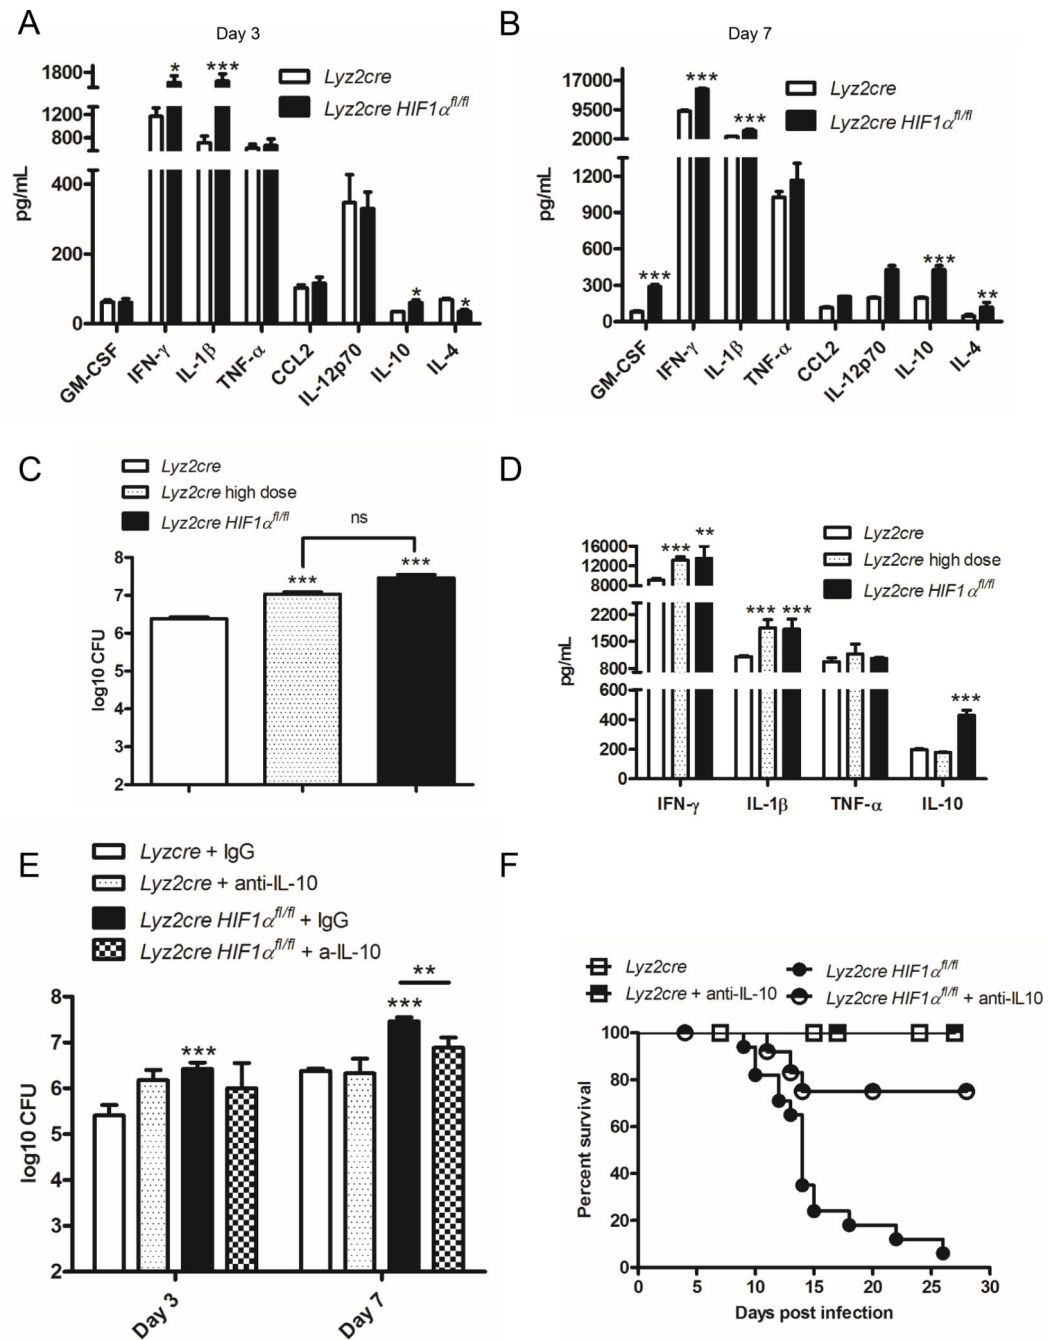 A
Day 3
Lyz2cre
Lyz2cre HIF1α^fl/fl
* *** * *
1800
1200
800
400
200
0
pg/mL
GM-CSF IFN-γ IL-1β TNF-α CCL2 IL-12p70 IL-10 IL-4
B
Day 7
Lyz2cre
Lyz2cre HIF1α^fl/fl
*** *** *** *** **
17000
9500
2000
1200
900
600
300
0
pg/mL
GM-CSF IFN-γ IL-1β TNF-α CCL2 IL-12p70 IL-10 IL-4
C
Lyz2cre
Lyz2cre high dose
Lyz2cre HIF1α^fl/fl
ns
*** ***
8
7
6
5
4
3
2
log10 CFU
D
Lyz2cre
Lyz2cre high dose
Lyz2cre HIF1α^fl/fl
*** ** *** *** ***
16000
12000
8000
2200
1500
800
600
400
200
0
pg/mL
IFN-γ IL-1β TNF-α IL-10
E
Lyzcre + IgG
Lyz2cre + anti-IL-10
Lyz2cre HIF1α^fl/fl + IgG
Lyz2cre HIF1α^fl/fl + a-IL-10
*** *** **
8
7
6
5
4
3
2
log10 CFU
Day 3 Day 7
F
Lyz2cre
Lyz2cre + anti-IL-10
Lyz2cre HIF1α^fl/fl
Lyz2cre HIF1α^fl/fl + anti-IL10
100
80
60
40
20
0
Percent survival
0 5 10 15 20 25 30
Days post infection